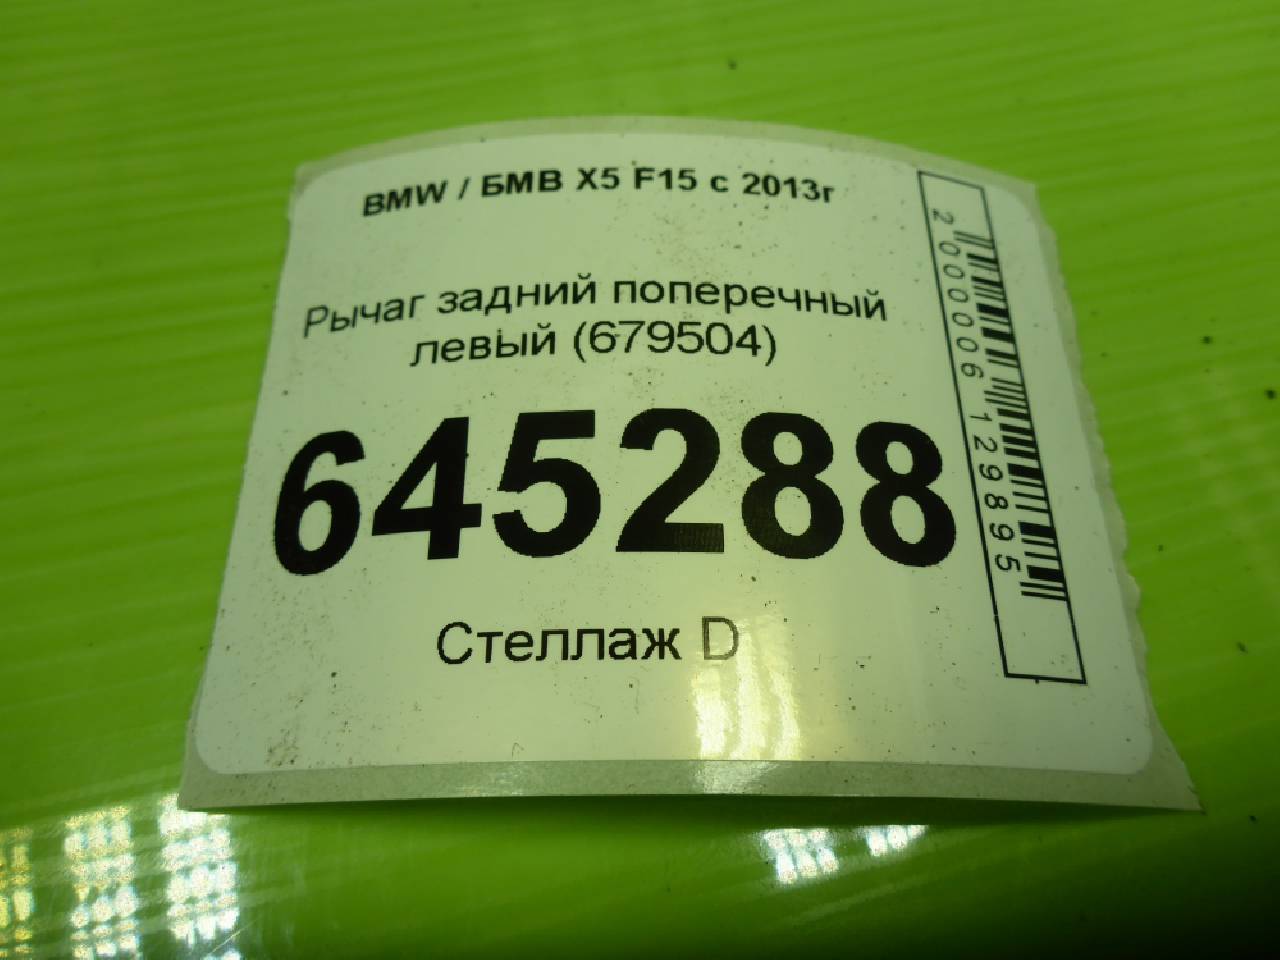 BMW / БМВ X5 F15 с 2013г
Рычаг задний поперечный
левый (679504)
645288
Стеллаж D
2000006129895